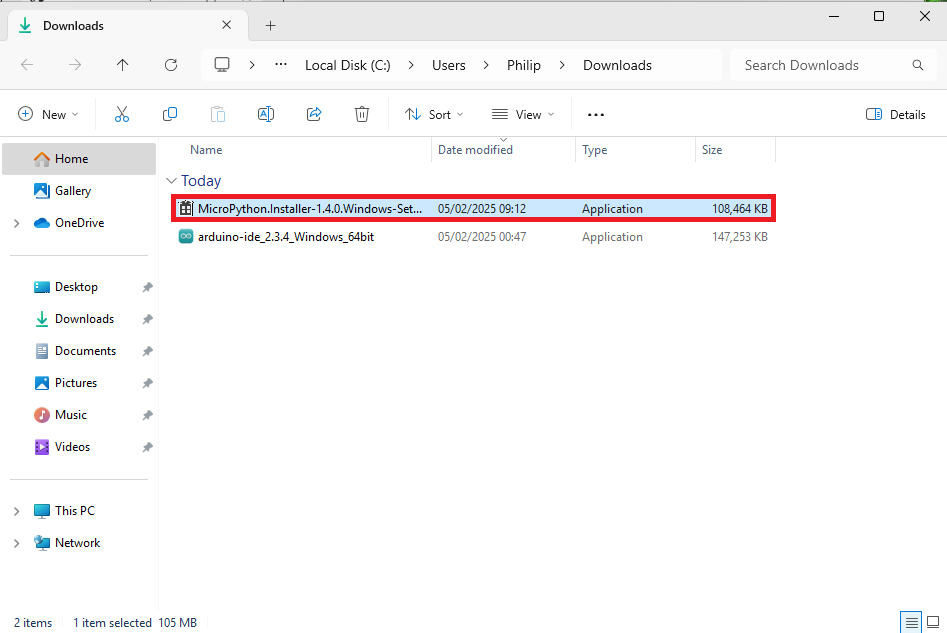 Downloads
Local Disk (C:) Users Philip Downloads Search Downloads
New Sort View Details
Name Date modified Type Size
Home
Gallery
OneDrive
Desktop
Downloads
Documents
Pictures
Music
Videos
This PC
Network
Today
MicroPython.Installer-1.4.0.Windows-Set... 05/02/2025 09:12 Application 108,464 KB
arduino-ide_2.3.4_Windows_64bit 05/02/2025 00:47 Application 147,253 KB
2 items 1 item selected 105 MB